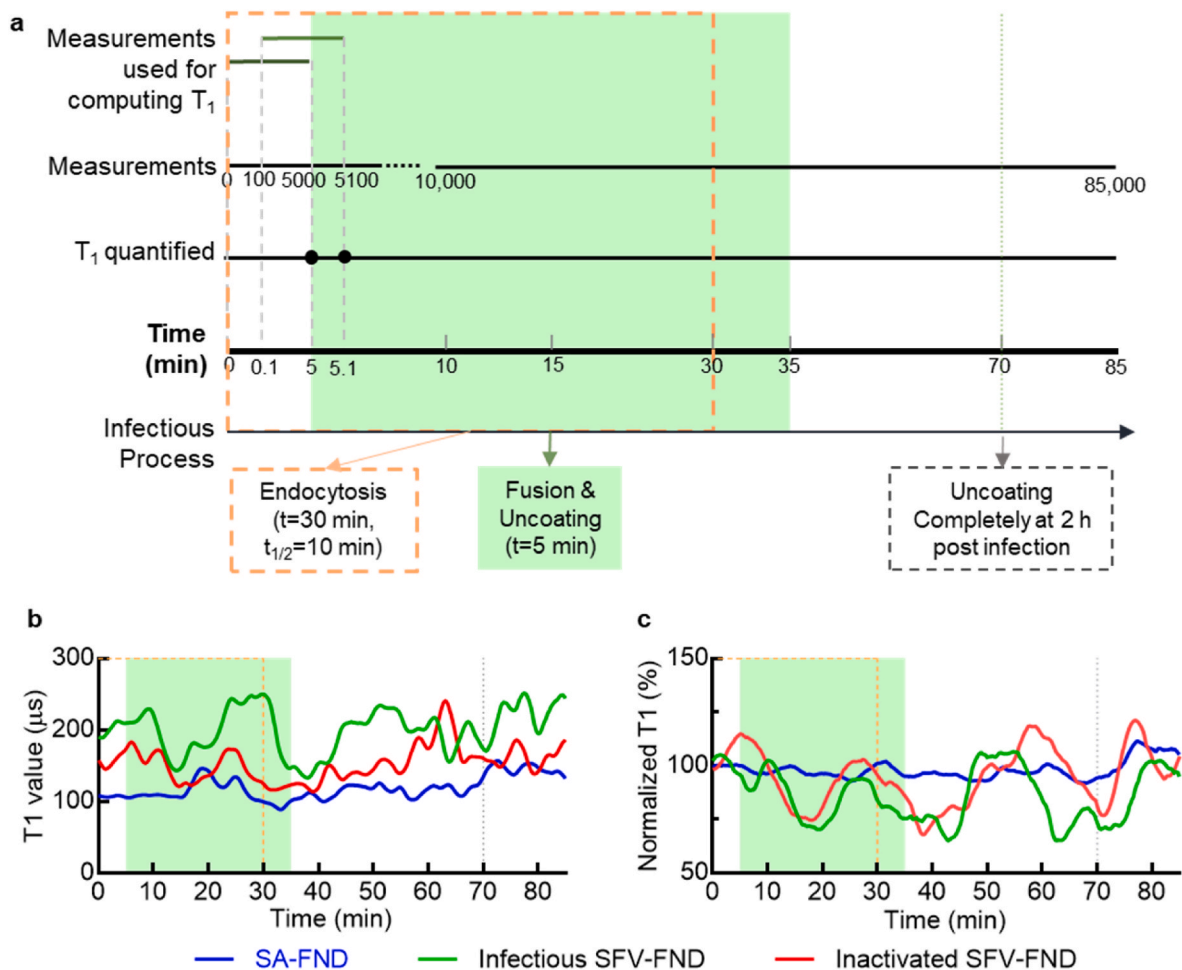 a
Measurements
used for
computing T1
Measurements
0 100 5000 5100 10,000 85,000
T1 quantified
Time
(min)
0 0.1 5 5.1 10 15 30 35 70 85
Infectious
Process
Endocytosis
(t=30 min,
t1/2=10 min)
Fusion &
Uncoating
(t=5 min)
Uncoating
Completely at 2 h
post infection
b
T1 value (μs)
300
200
100
0
0 10 20 30 40 50 60 70 80
Time (min)
c
Normalized T1 (%)
150
100
50
0 10 20 30 40 50 60 70 80
Time (min)
SA-FND Infectious SFV-FND Inactivated SFV-FND